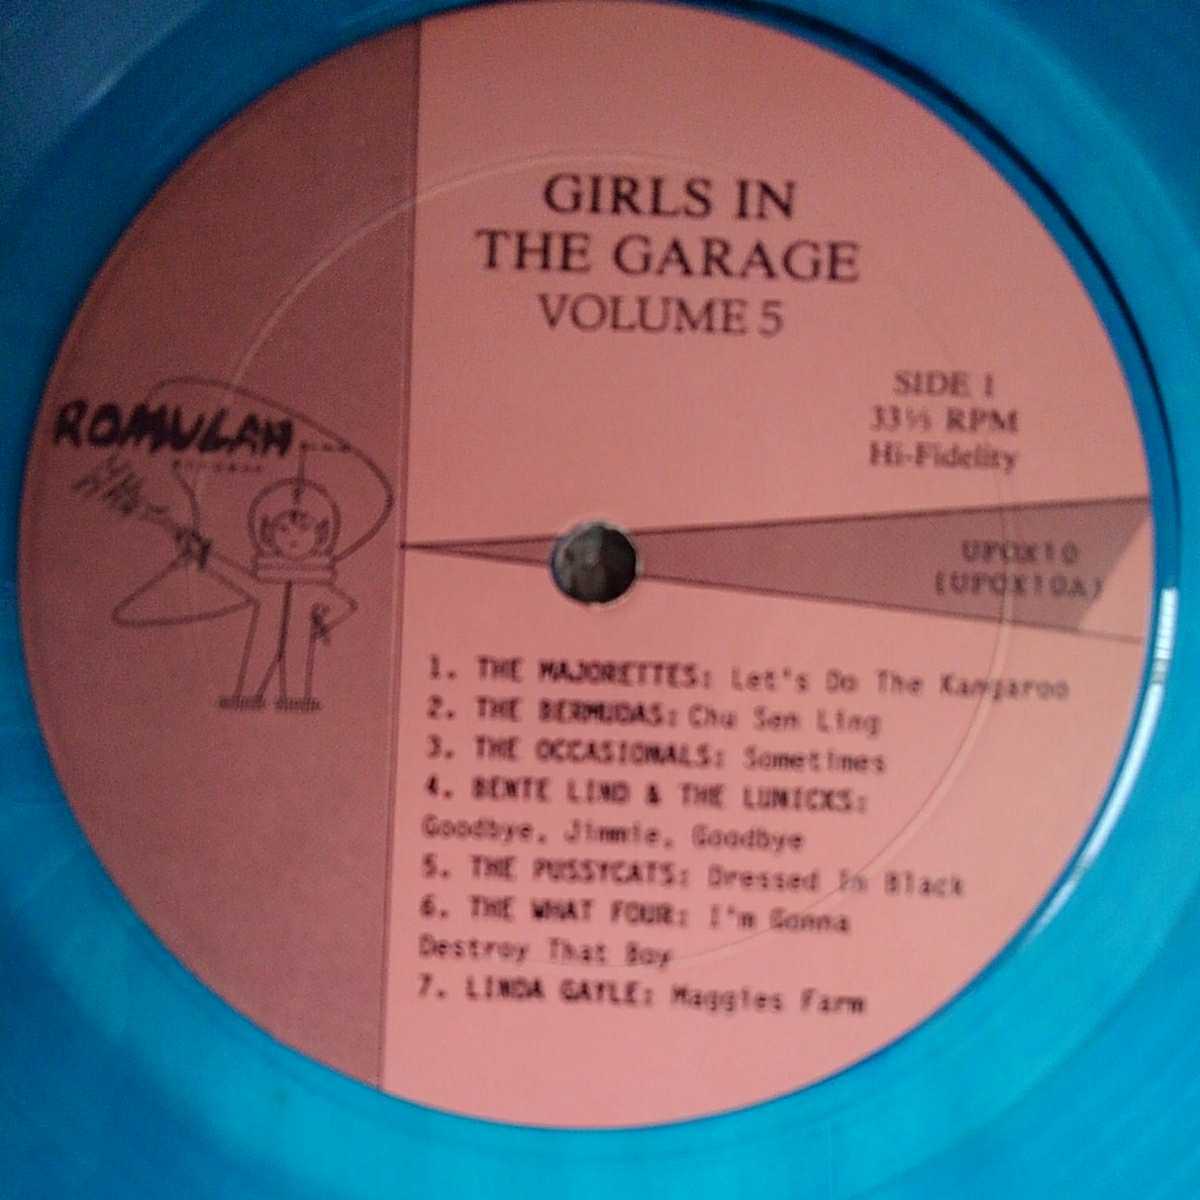 GIRLS IN
THE GARAGE
VOLUME 5
SIDE 1
33⅓ RPM
Hi-Fidelity
ROMULAN
RECORDS
UFOX10
(UFOX10A)
1. THE MAJORETTES: Let's Do The Kangaroo
2. THE BERMUDAS: Chu Sen Ling
3. THE OCCASIONALS: Sometimes
4. BENTE LIND & THE LUNICKS:
Goodbye, Jimmie, Goodbye
5. THE PUSSYCATS: Dressed In Black
6. THE WHAT FOUR: I'm Gonna
Destroy That Boy
7. LINDA GAYLE: Maggies Farm